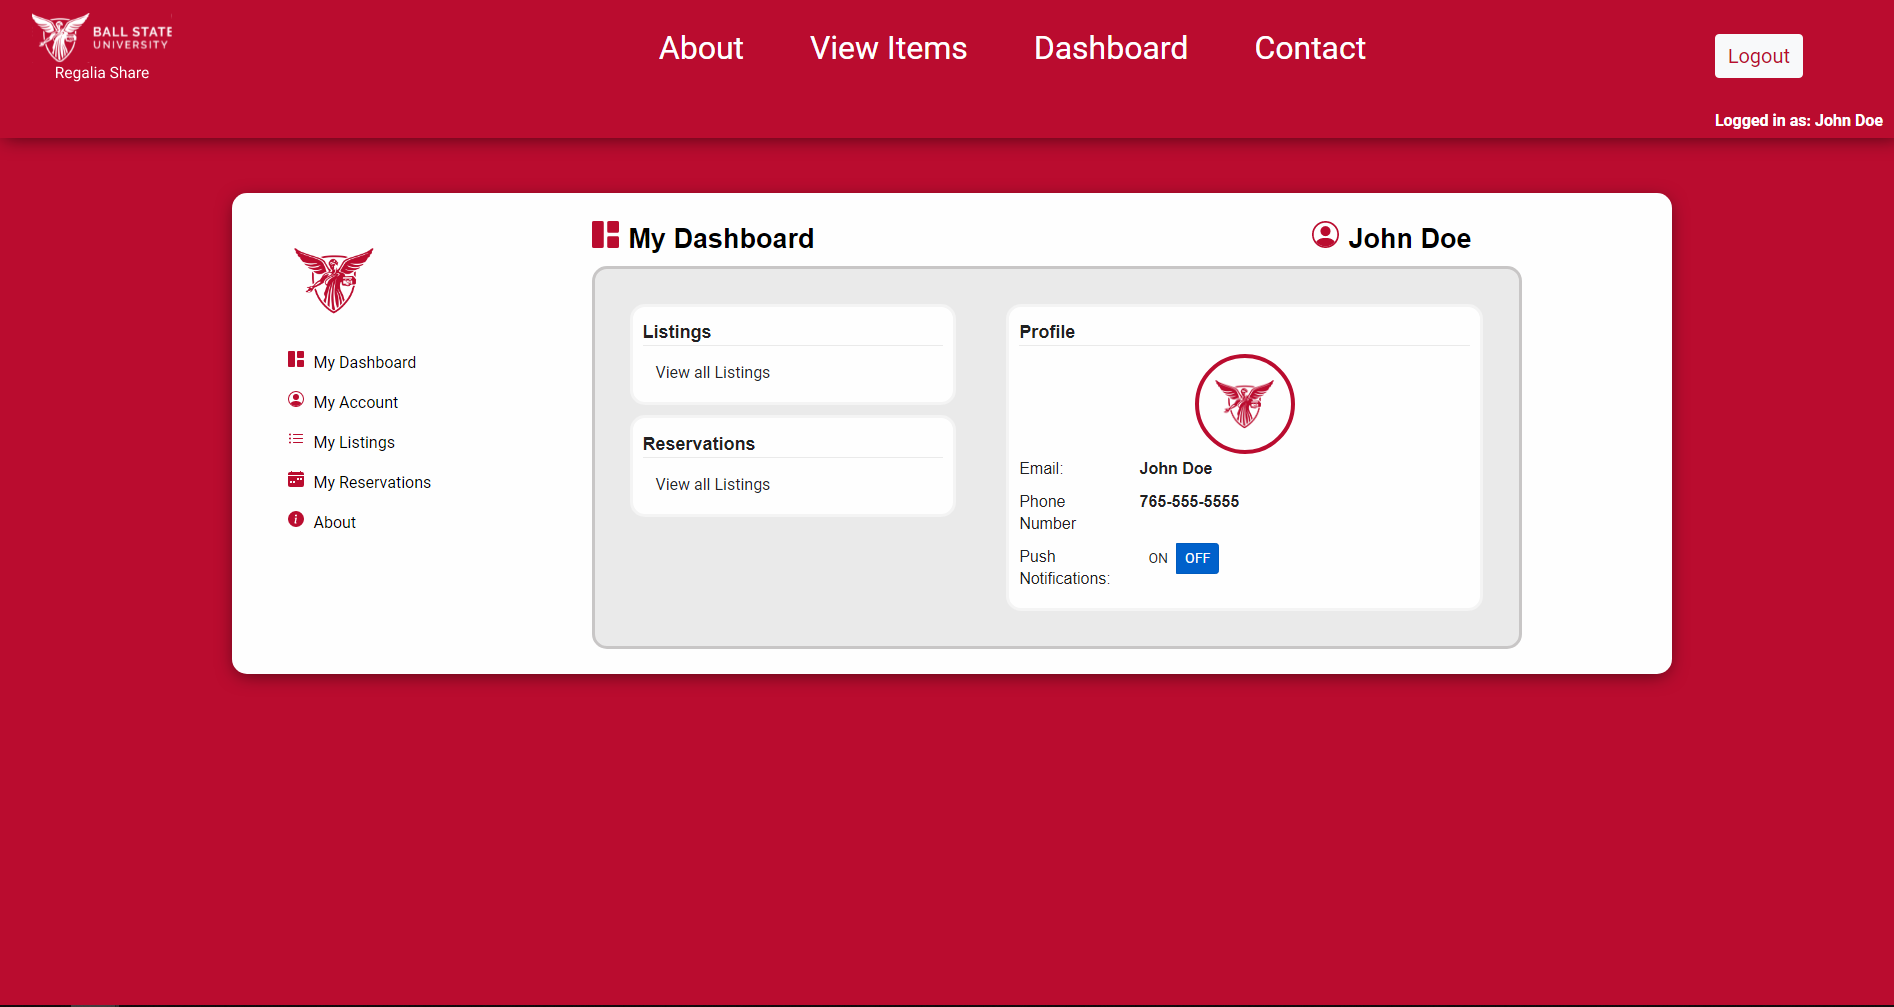 BALL STATE
UNIVERSITY
Regalia Share
About View Items Dashboard Contact
Logout
Logged in as: John Doe
My Dashboard
My Account
My Listings
My Reservations
About
My Dashboard
John Doe
Listings
View all Listings
Reservations
View all Listings
Profile
Email: John Doe
Phone 765-555-5555
Number
Push ON OFF
Notifications: